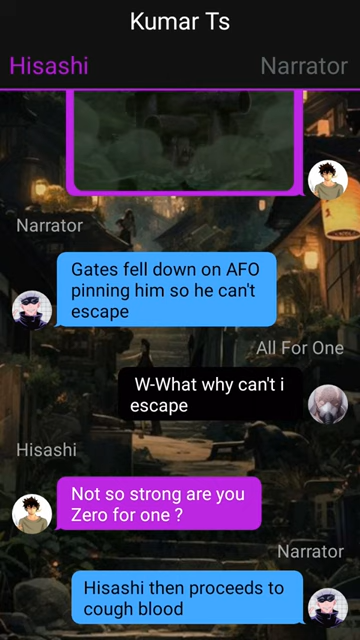 Kumar Ts
Hisashi
Narrator
Narrator
Gates fell down on AFO
pinning him so he can't
escape
All For One
W-What why can't i
escape
Hisashi
Not so strong are you
Zero for one ?
Narrator
Hisashi then proceeds to
cough blood